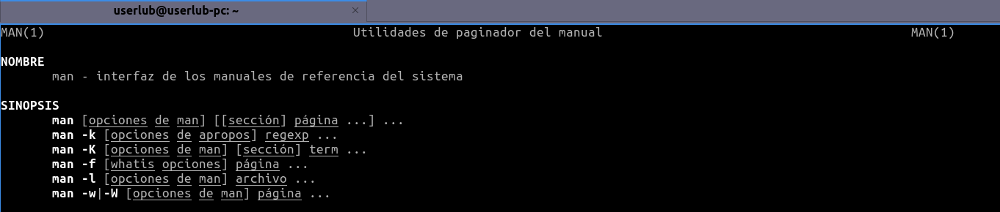 userlub@userlub-pc: ~ ×
MAN(1) Utilidades de paginador del manual MAN(1)
NOMBRE
man - interfaz de los manuales de referencia del sistema
SINOPSIS
man [opciones de man] [[sección] página ...] ...
man -k [opciones de apropos] regexp ...
man -K [opciones de man] [sección] term ...
man -f [whatis opciones] página ...
man -l [opciones de man] archivo ...
man -w|-W [opciones de man] página ...